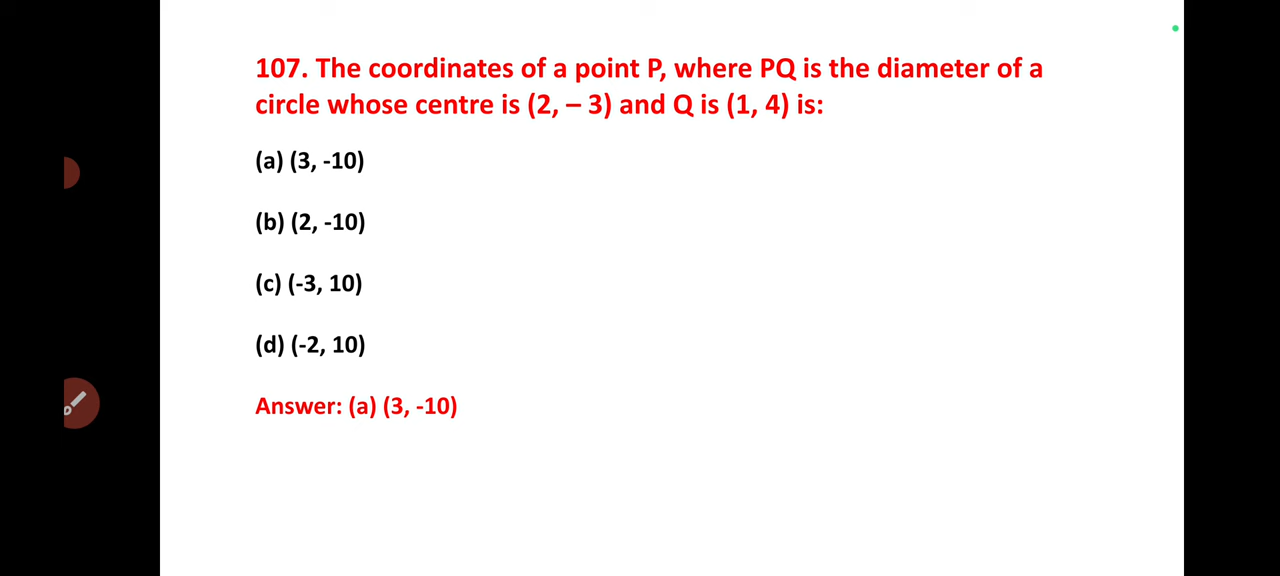 107. The coordinates of a point P, where PQ is the diameter of a
circle whose centre is (2, – 3) and Q is (1, 4) is:
(a) (3, -10)
(b) (2, -10)
(c) (-3, 10)
(d) (-2, 10)
Answer: (a) (3, -10)